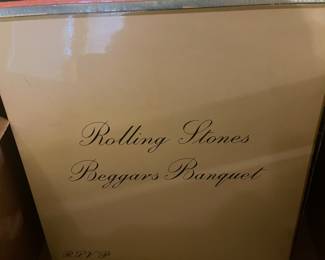 Rolling Stones
Beggars Banquet
R.S.V.P.